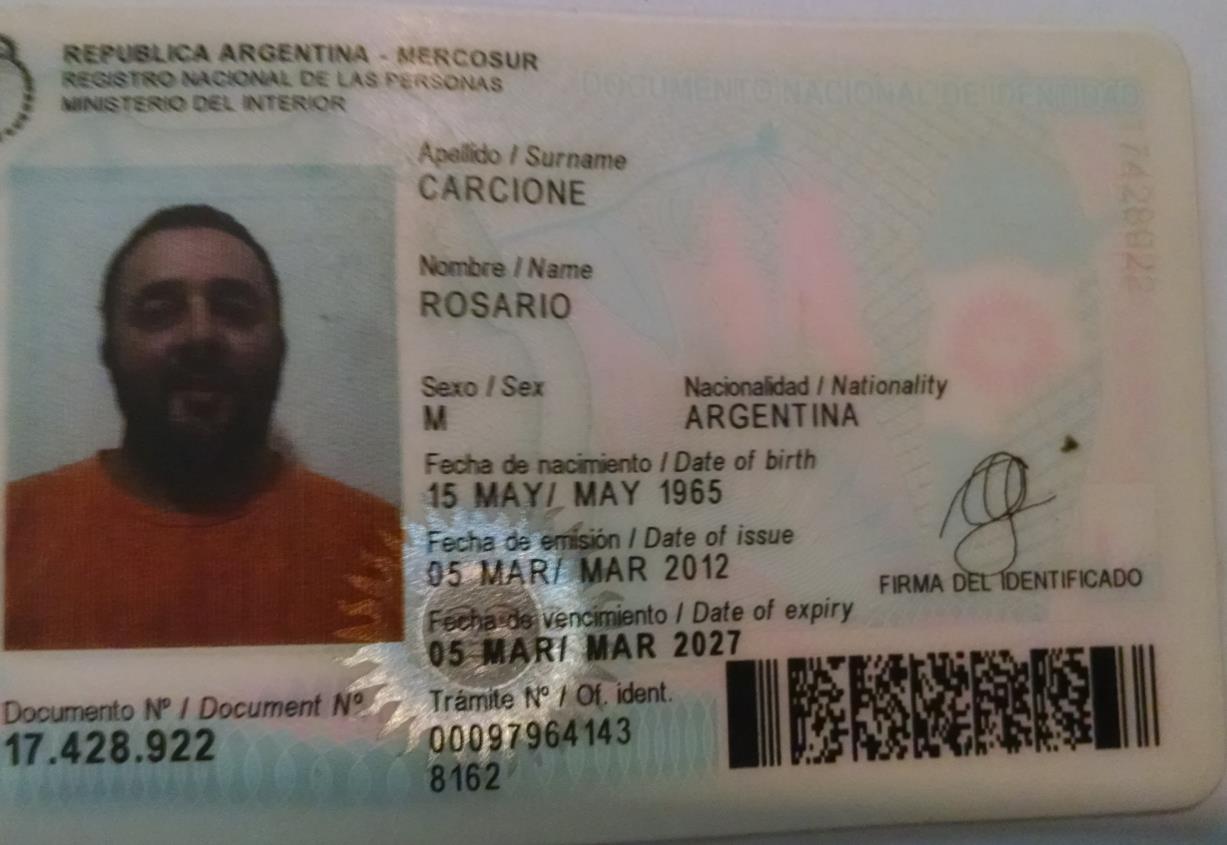 REPUBLICA ARGENTINA - MERCOSUR
REGISTRO NACIONAL DE LAS PERSONAS
MINISTERIO DEL INTERIOR
DOCUMENTO NACIONAL DE IDENTIDAD
Apellido / Surname
CARCIONE
Nombre / Name
ROSARIO
Sexo / Sex
M
Nacionalidad / Nationality
ARGENTINA
Fecha de nacimiento / Date of birth
15 MAY/ MAY 1965
Fecha de emisión / Date of issue
05 MAR/ MAR 2012
FIRMA DEL IDENTIFICADO
Fecha de vencimiento / Date of expiry
05 MAR/ MAR 2027
Documento Nº / Document Nº
17.428.922
Trámite Nº / Of. ident.
00097964143
8162